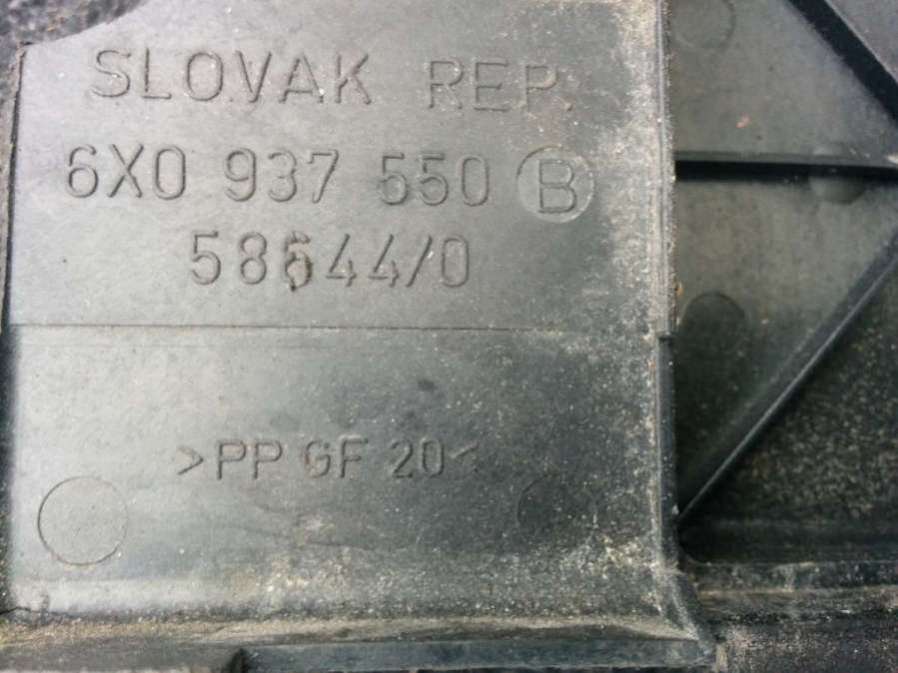 SLOVAK REP.
6X0 937 550 B
58644/0
>PP GF 20<